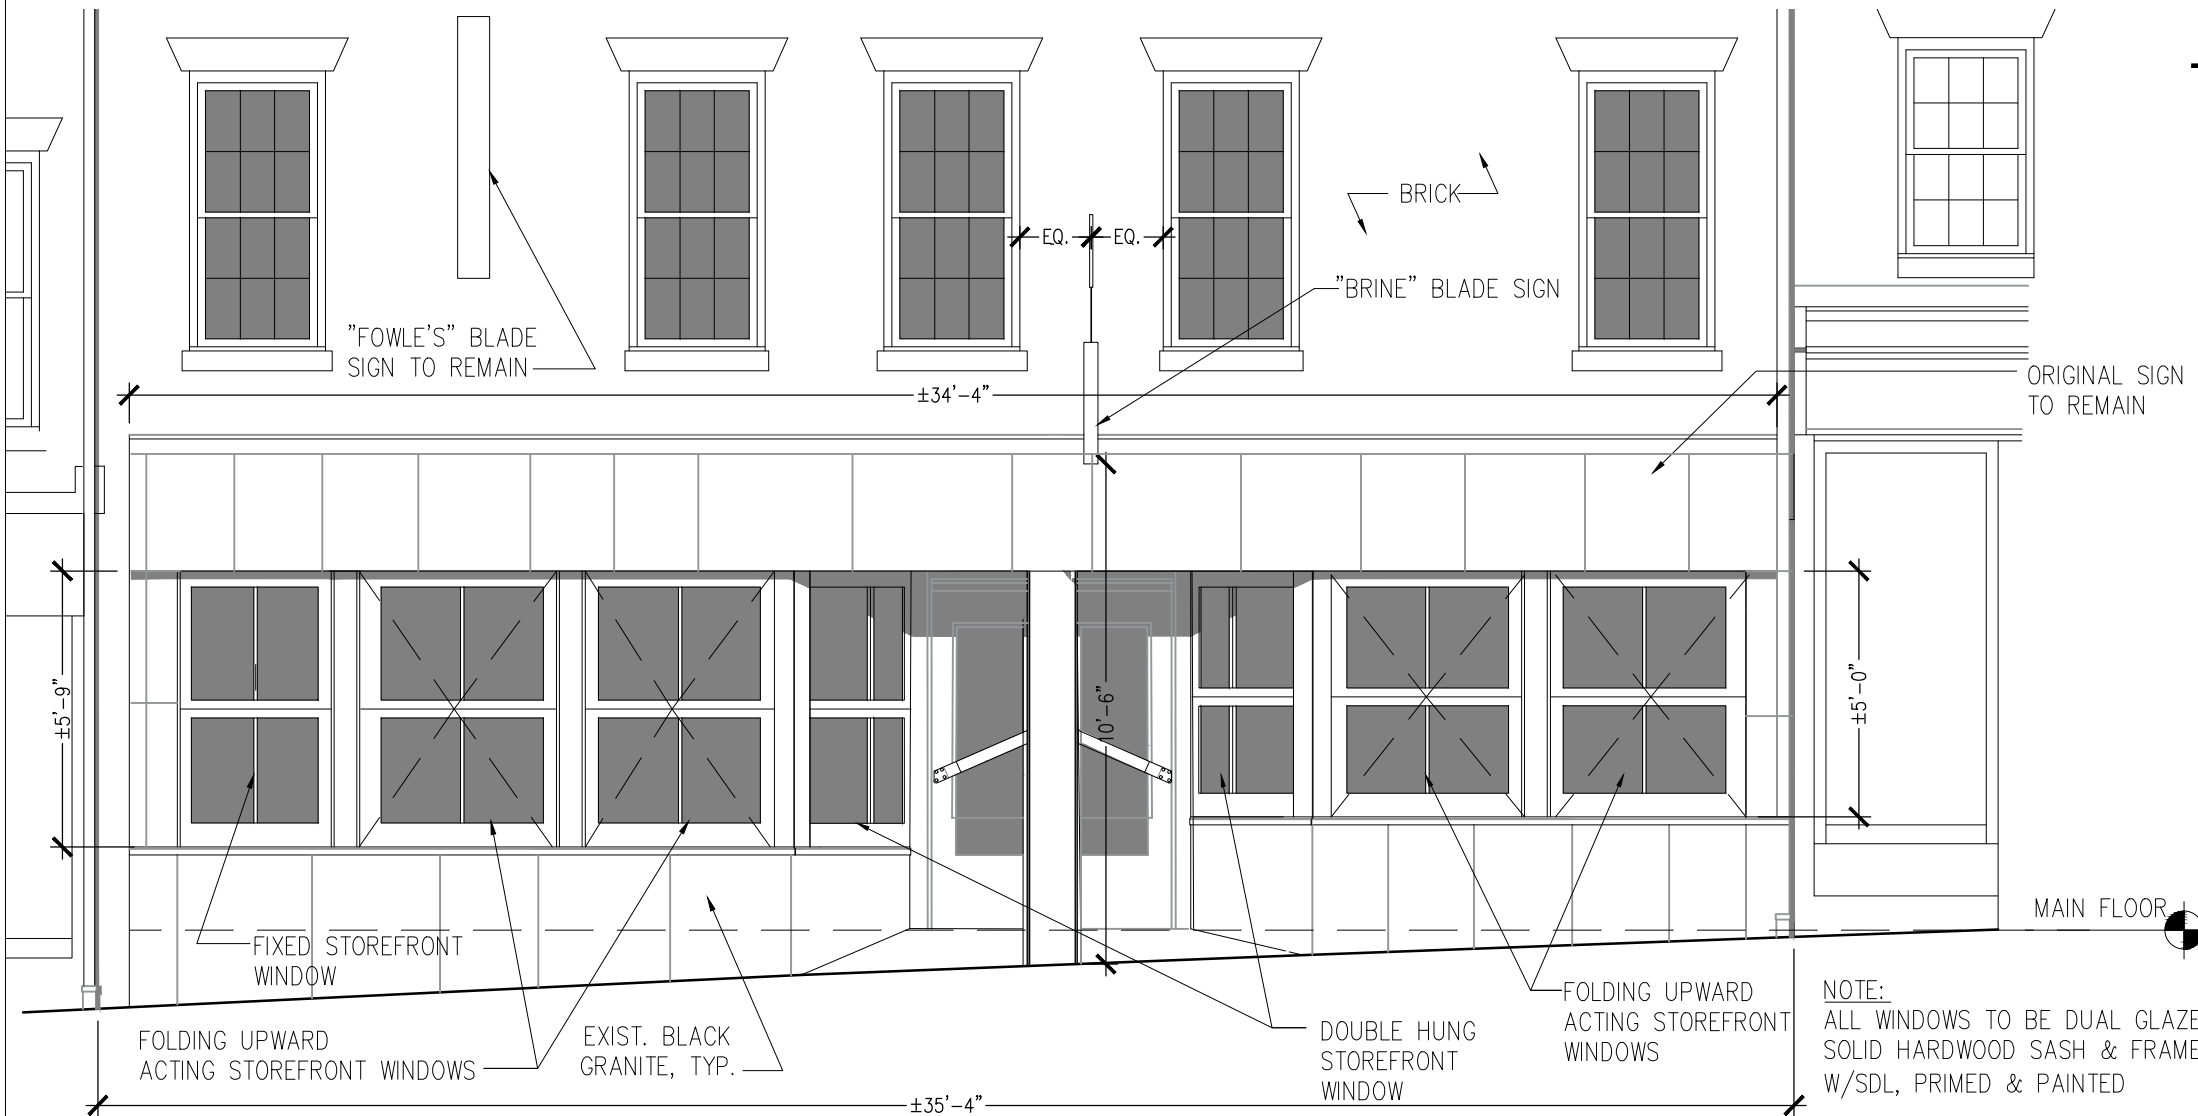 EQ. EQ.
BRICK
"BRINE" BLADE SIGN
"FOWLE'S" BLADE
SIGN TO REMAIN
±34'-4"
ORIGINAL SIGN
TO REMAIN
±5'-9"
10'-6"
±5'-0"
MAIN FLOOR
FIXED STOREFRONT
WINDOW
FOLDING UPWARD
ACTING STOREFRONT WINDOWS
EXIST. BLACK
GRANITE, TYP.
DOUBLE HUNG
STOREFRONT
WINDOW
FOLDING UPWARD
ACTING STOREFRONT
WINDOWS
NOTE:
ALL WINDOWS TO BE DUAL GLAZE
SOLID HARDWOOD SASH & FRAME
W/SDL, PRIMED & PAINTED
±35'-4"